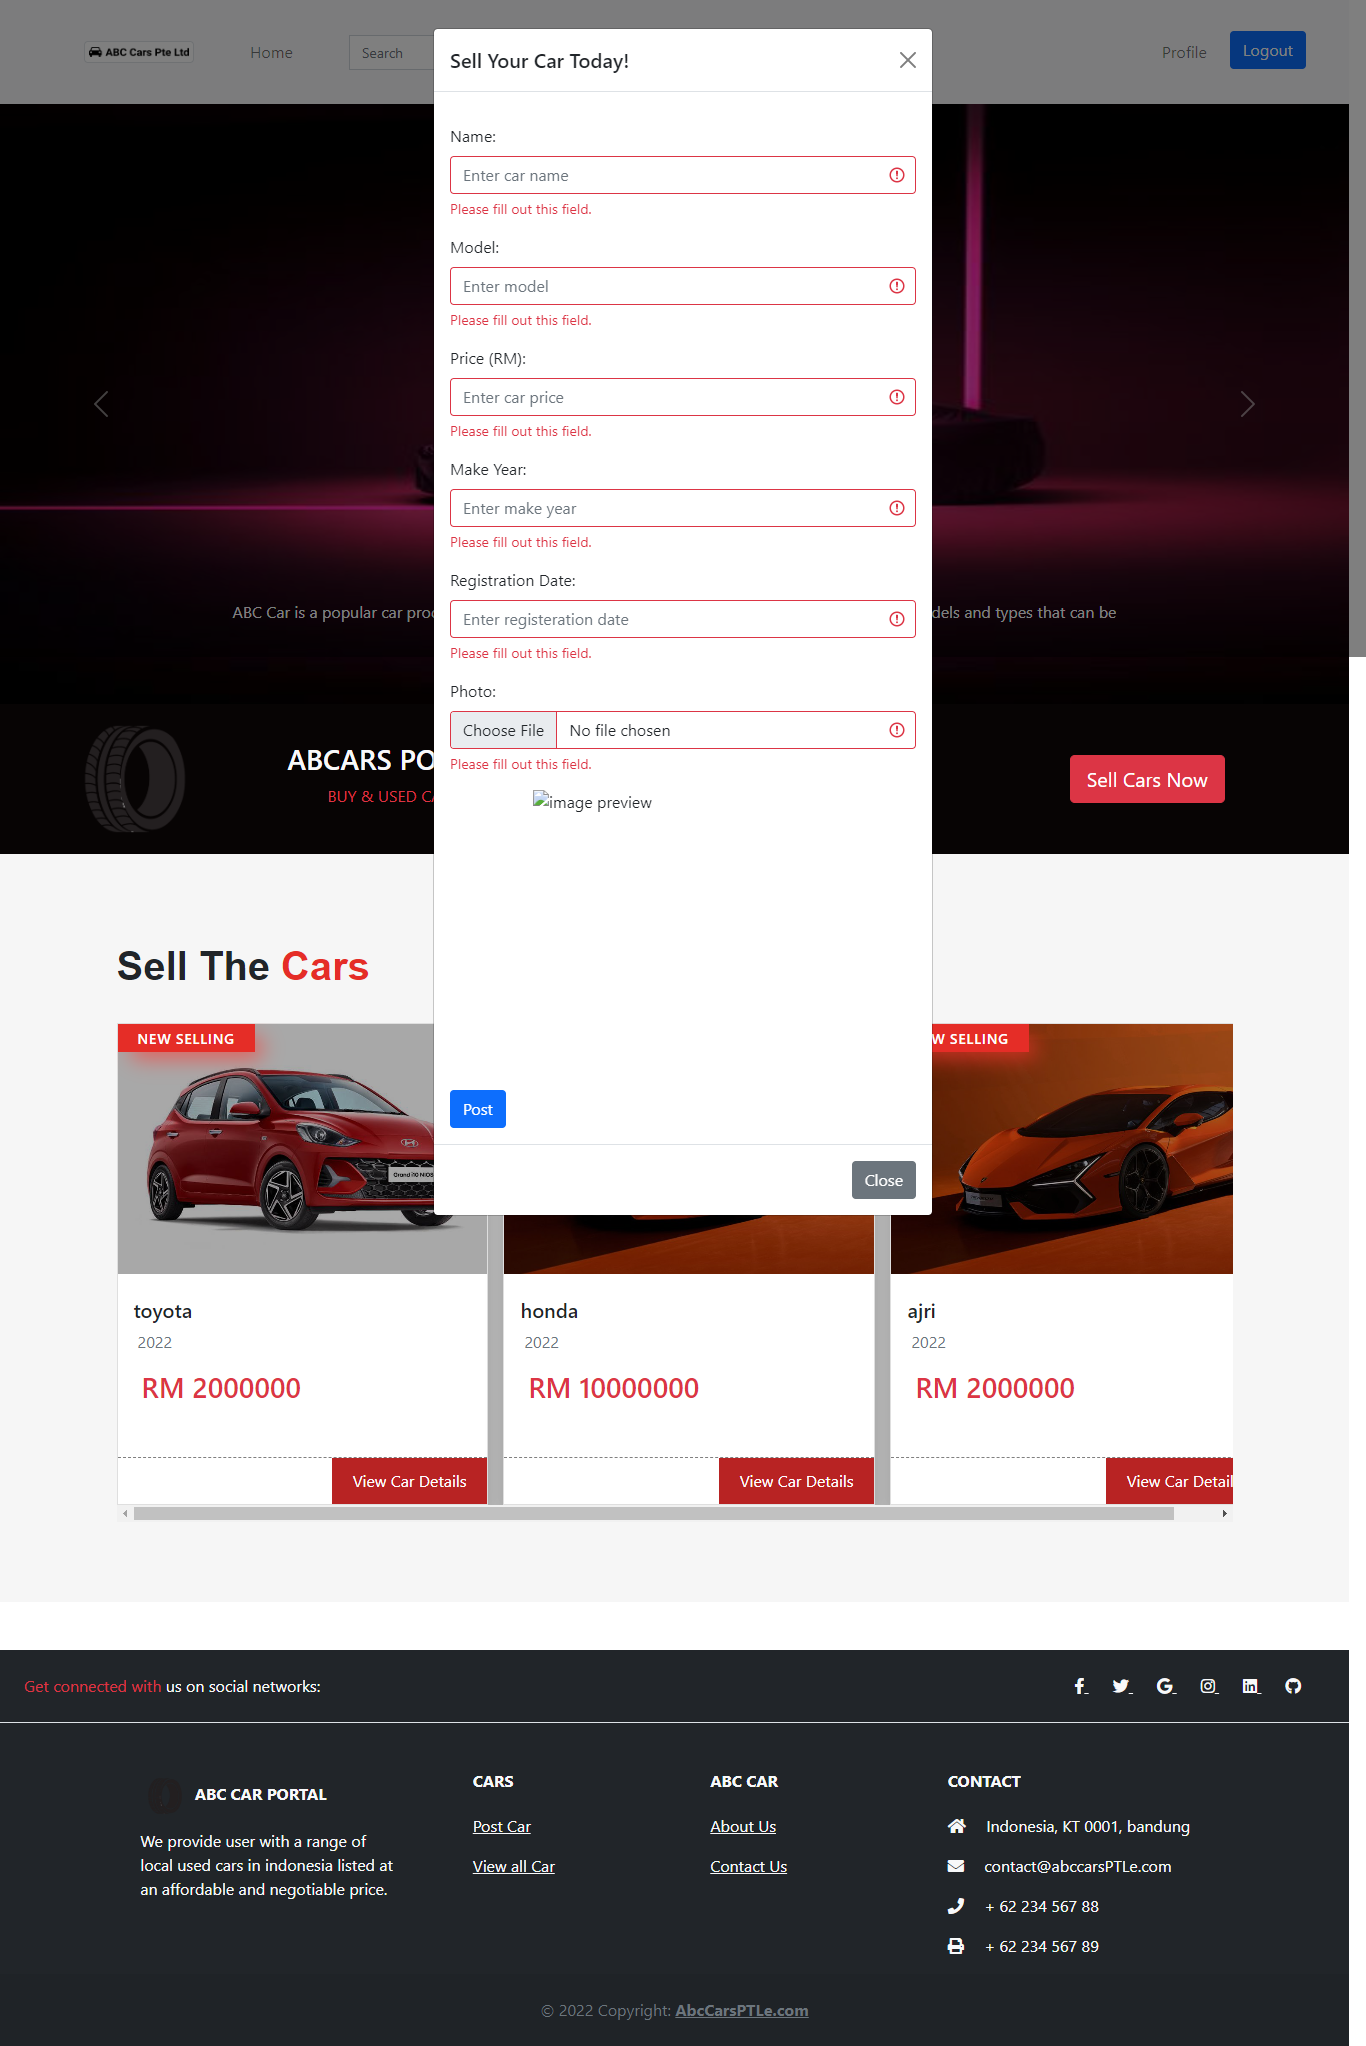 ABC Cars Pte Ltd
Home
Search
Profile
Logout
Sell Your Car Today!
Name:
Enter car name
Please fill out this field.
Model:
Enter model
Please fill out this field.
Price (RM):
Enter car price
Please fill out this field.
Make Year:
Enter make year
Please fill out this field.
Registration Date:
Enter registeration date
Please fill out this field.
Photo:
Choose File No file chosen
Please fill out this field.
image preview
Post
Close
ABC Car is a popular car
and types that can be
ABCARS
BUY & USED
Sell Cars Now
Sell The Cars
NEW SELLING
SELLING
Grand i10 NIOS
toyota
2022
RM 2000000
View Car Details
honda
2022
RM 10000000
View Car Details
ajri
2022
RM 2000000
View Car
Get connected with us on social networks:
ABC CAR PORTAL
We provide user with a range of
local used cars in indonesia listed at
an affordable and negotiable price.
CARS
Post Car
View all Car
ABC CAR
About Us
Contact Us
CONTACT
Indonesia, KT 0001, bandung
contact@abccarsPTLe.com
+ 62 234 567 88
+ 62 234 567 89
© 2022 Copyright: AbcCarsPTLe.com